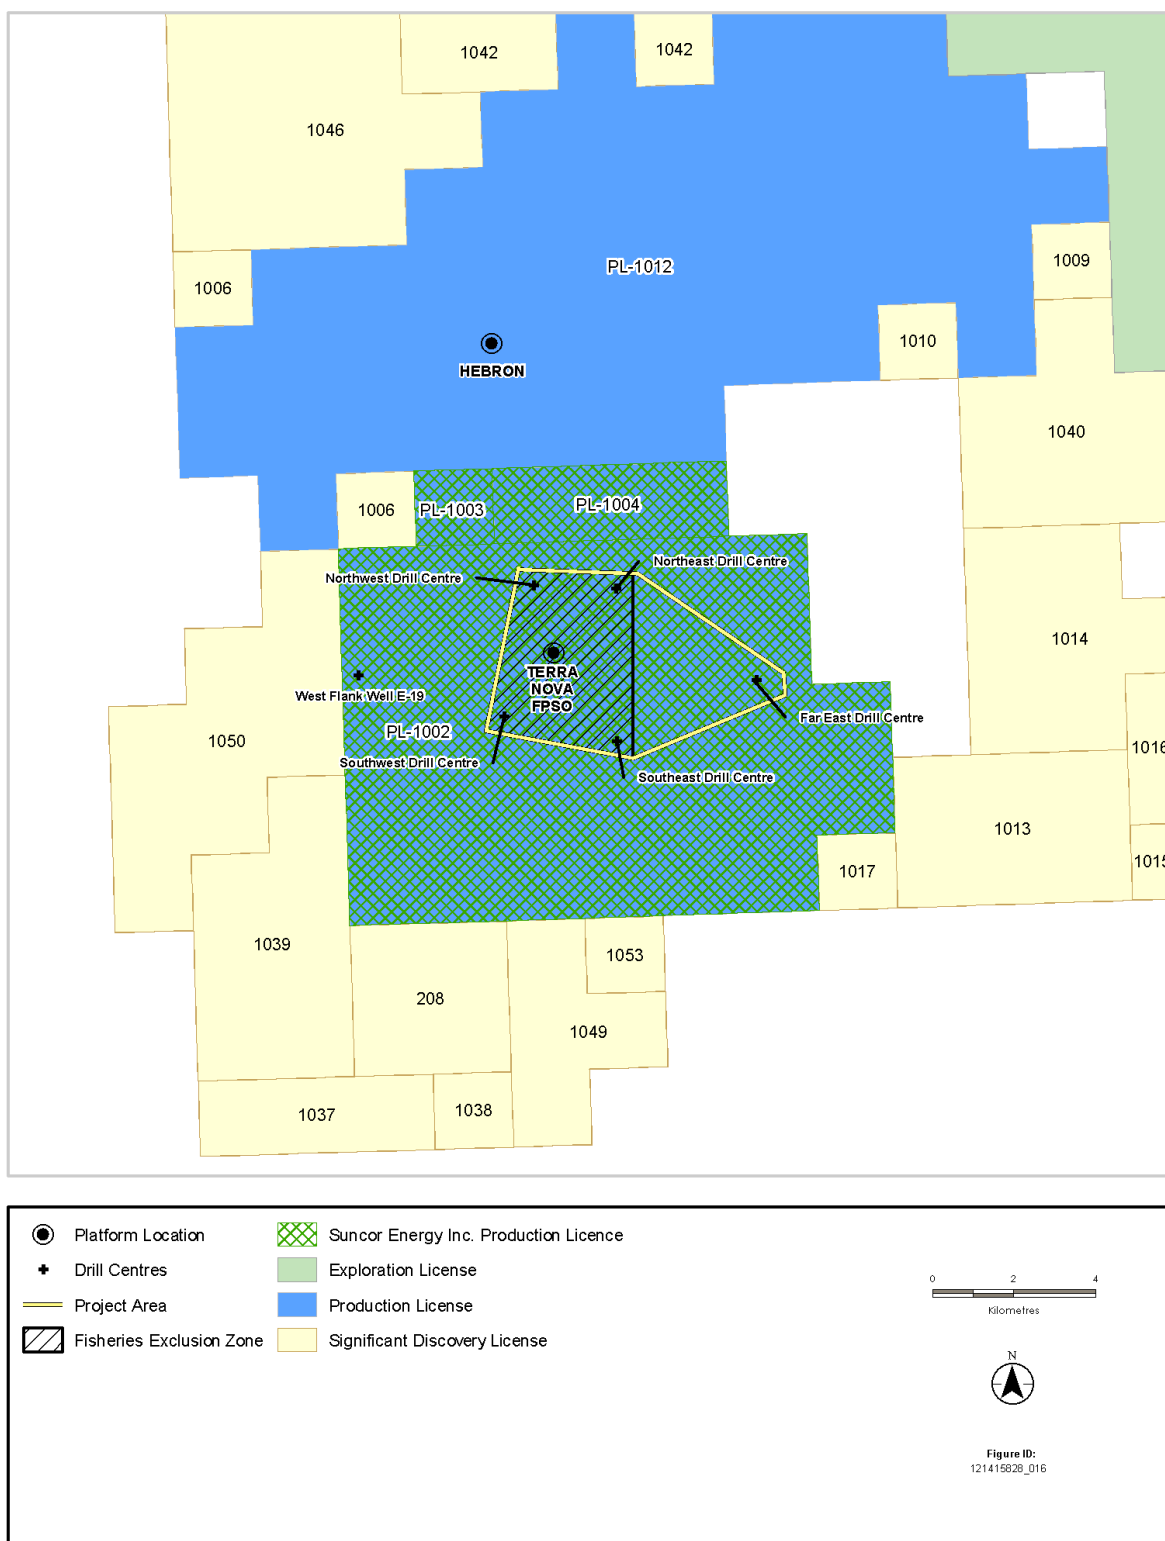 1042
1042
1046
PL-1012
1009
1006
1010
HEBRON
1040
1006
PL-1003
PL-1004
Northeast Drill Centre
Northwest Drill Centre
1014
TERRA
NOVA
FPSO
West Flank Well E-19
Far East Drill Centre
PL-1002
1050
1016
Southwest Drill Centre
Southeast Drill Centre
1013
1015
1017
1039
1053
208
1049
1037
1038
Platform Location
Drill Centres
Project Area
Fisheries Exclusion Zone
Suncor Energy Inc. Production Licence
Exploration License
Production License
Significant Discovery License
0 2 4
Kilometres
N
Figure ID:
121415828_016